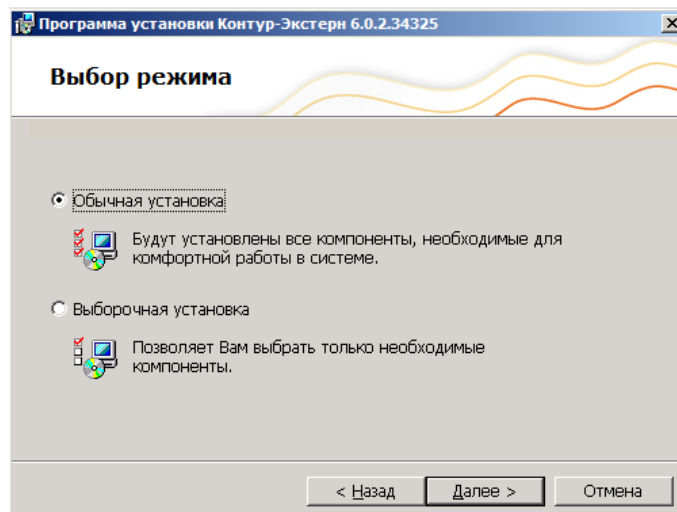 Программа установки Контур-Экстерн 6.0.2.34325
Выбор режима
Обычная установка
Будут установлены все компоненты, необходимые для
комфортной работы в системе.
Выборочная установка
Позволяет Вам выбрать только необходимые
компоненты.
< Назад
Далее >
Отмена